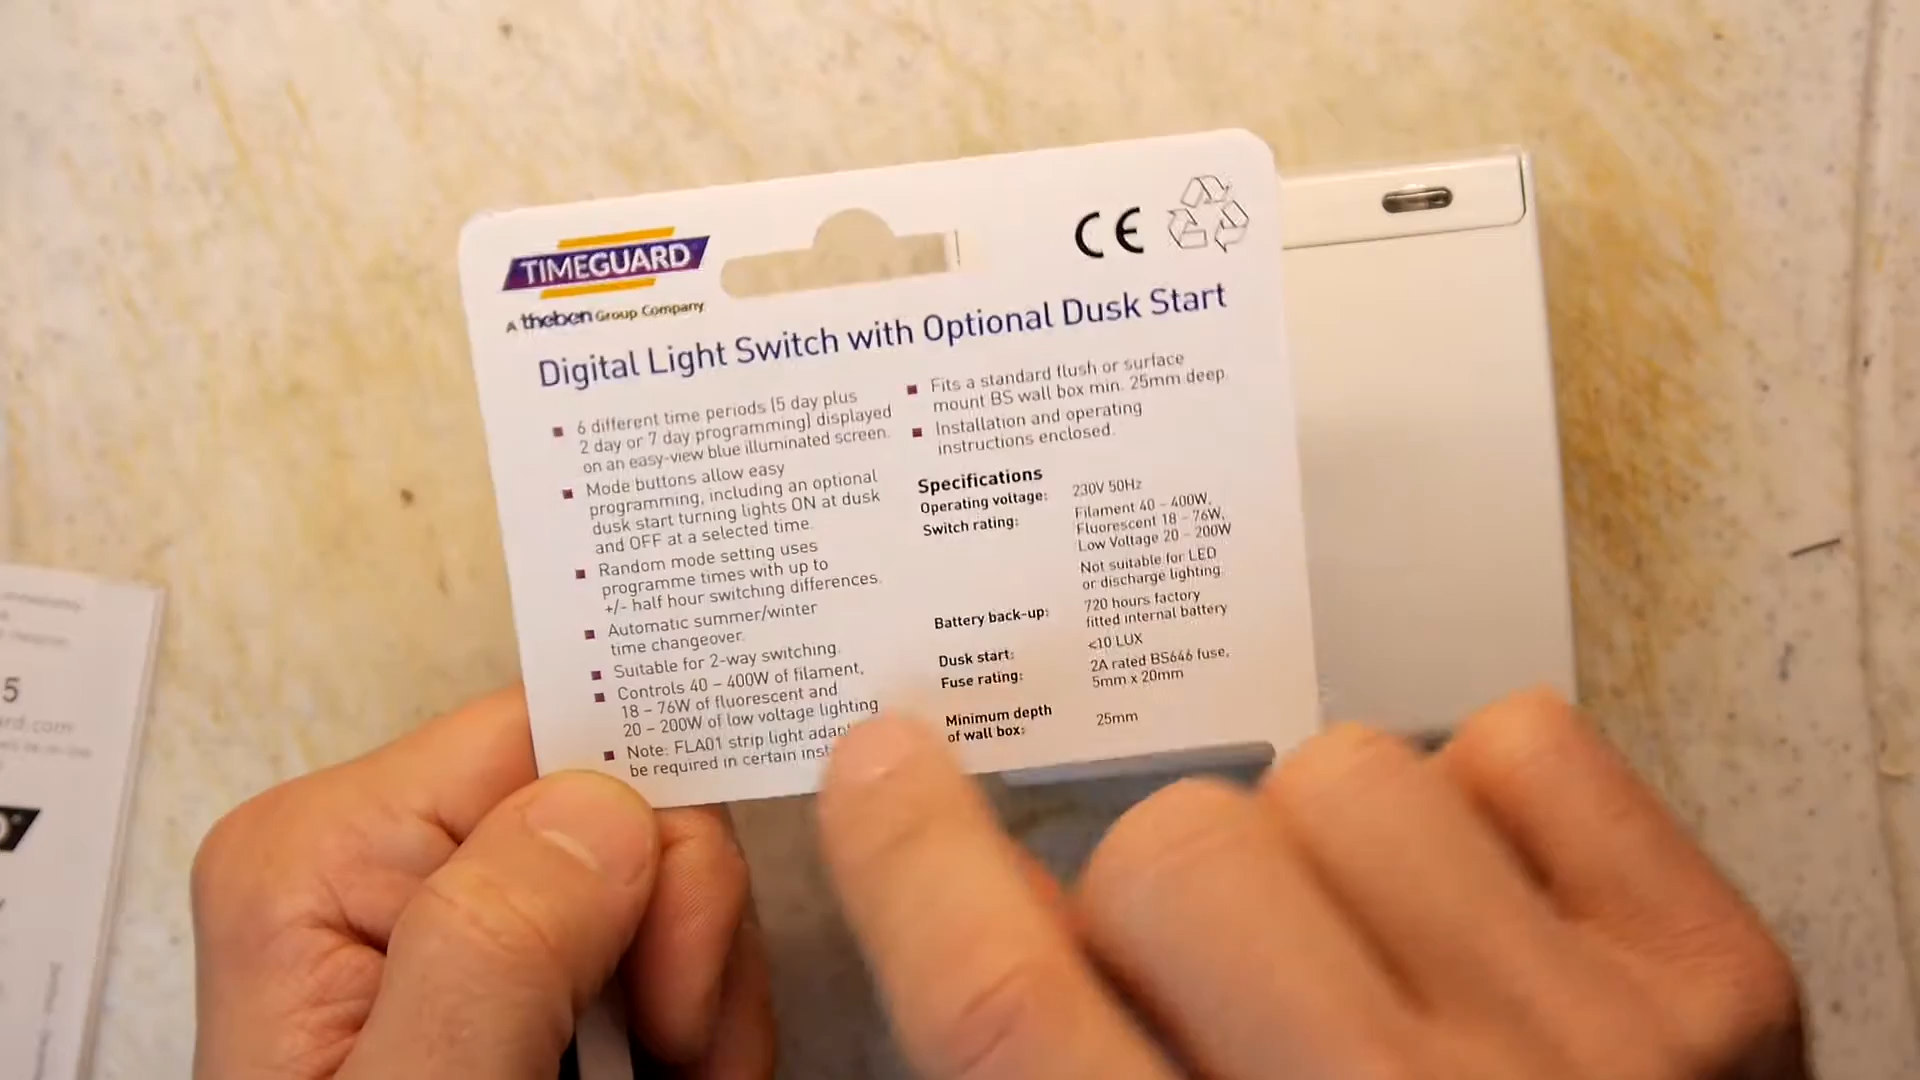 TIMEGUARD
A theben Group Company
CE
Digital Light Switch with Optional Dusk Start
6 different time periods (5 day plus
2 day or 7 day programming) displayed
on an easy-view blue illuminated screen.
Mode buttons allow easy
programming, including an optional
dusk start turning lights ON at dusk
and OFF at a selected time.
Random mode setting uses
programme times with up to
+/- half hour switching differences.
Automatic summer/winter
time changeover.
Suitable for 2-way switching.
Controls 40 – 400W of filament,
18 – 76W of fluorescent and
20 – 200W of low voltage lighting
Note: FLA01 strip light
be required in certain
Fits a standard flush or surface
mount BS wall box min. 25mm deep.
Installation and operating
instructions enclosed.
Specifications
Operating voltage: 230V 50Hz
Switch rating: Filament 40 – 400W,
Fluorescent 18 – 76W,
Low Voltage 20 – 200W
Not suitable for LED
or discharge lighting.
Battery back-up: 720 hours factory
fitted internal battery
Dusk start: <10 LUX
Fuse rating: 2A rated BS646 fuse,
5mm x 20mm
Minimum depth
of wall box: 25mm
5